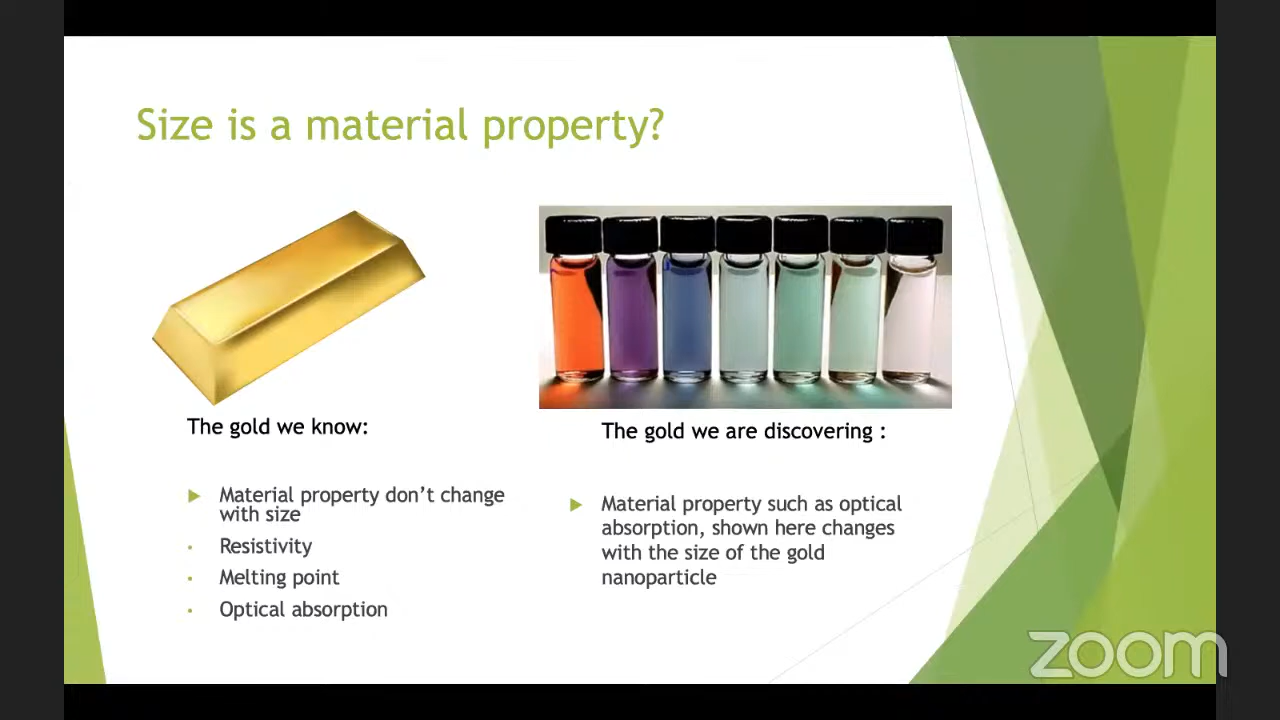 Size is a material property?
The gold we know:
Material property don't change
with size
Resistivity
Melting point
Optical absorption
The gold we are discovering :
Material property such as optical
absorption, shown here changes
with the size of the gold
nanoparticle
zoom